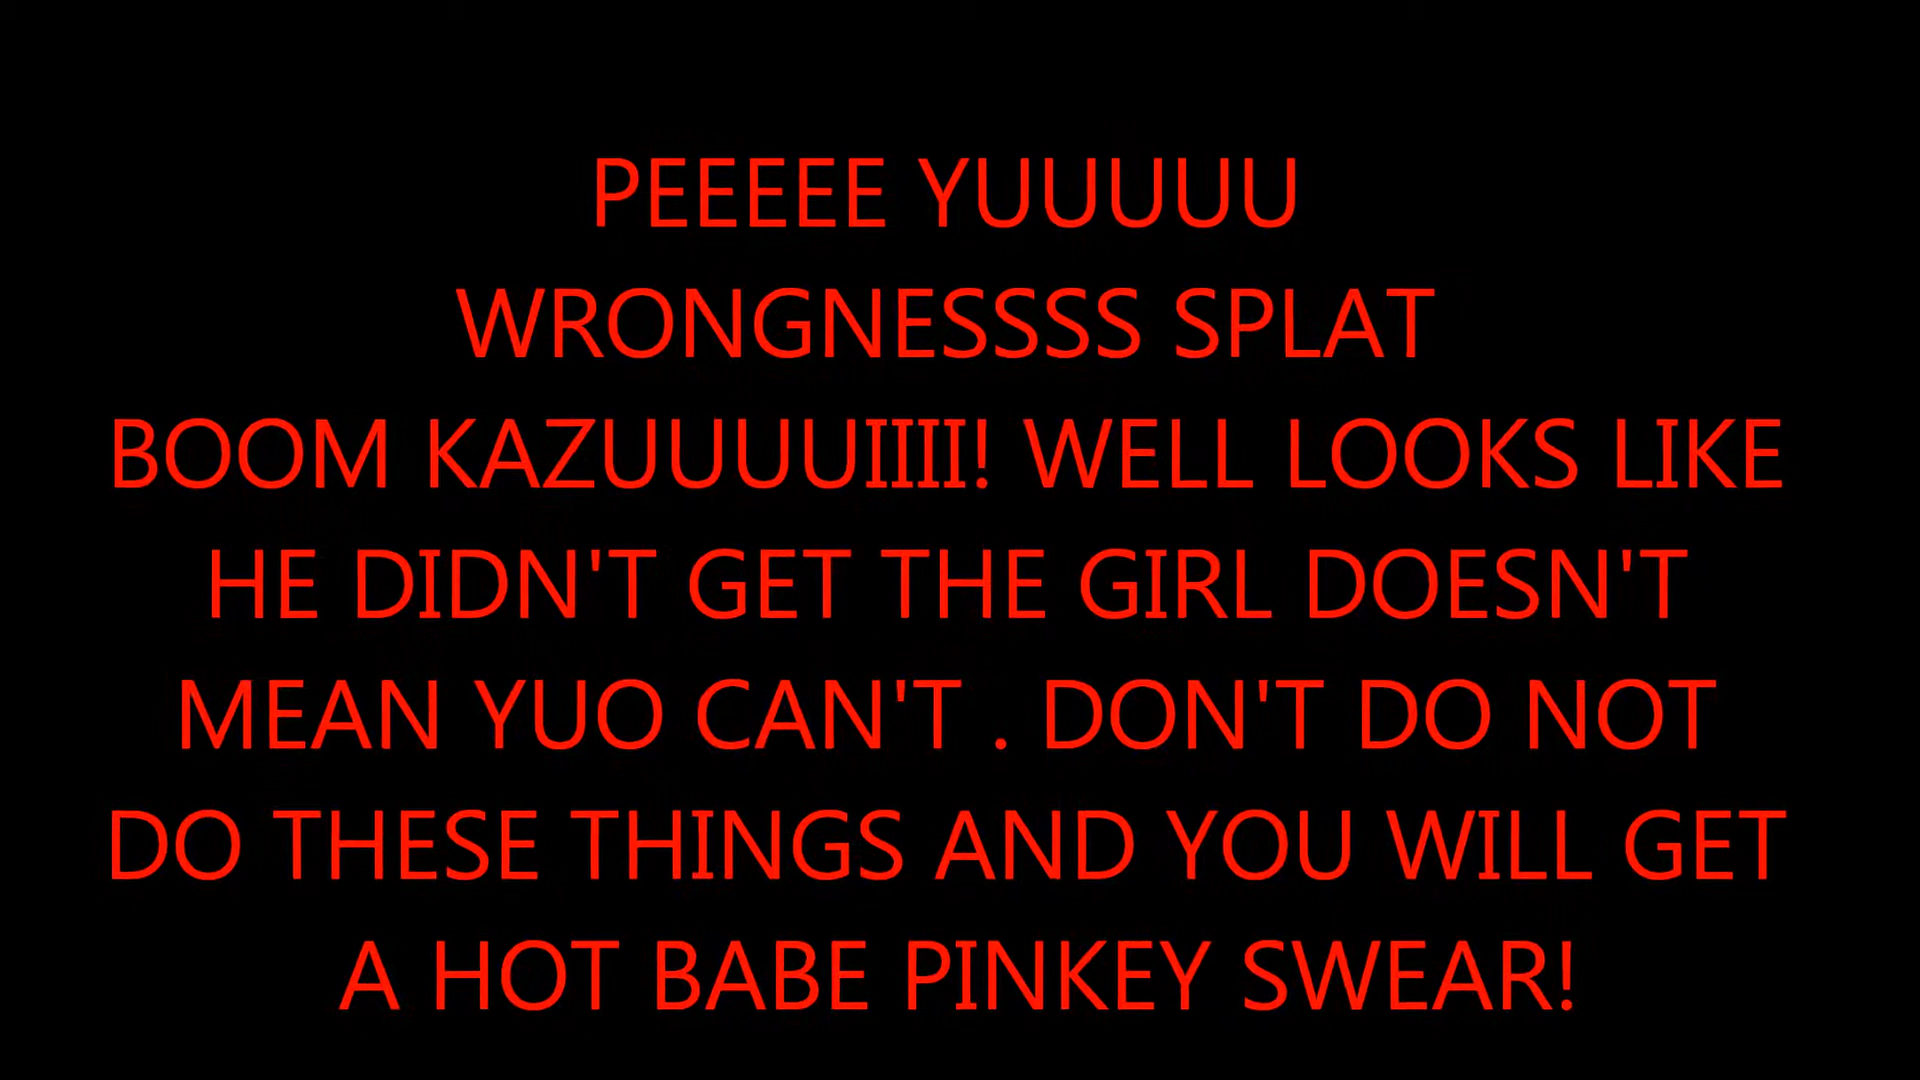 PEEEEE YUUUUU
WRONGNESSSS SPLAT
BOOM KAZUUUUIIII! WELL LOOKS LIKE
HE DIDN'T GET THE GIRL DOESN'T
MEAN YUO CAN'T . DON'T DO NOT
DO THESE THINGS AND YOU WILL GET
A HOT BABE PINKEY SWEAR!